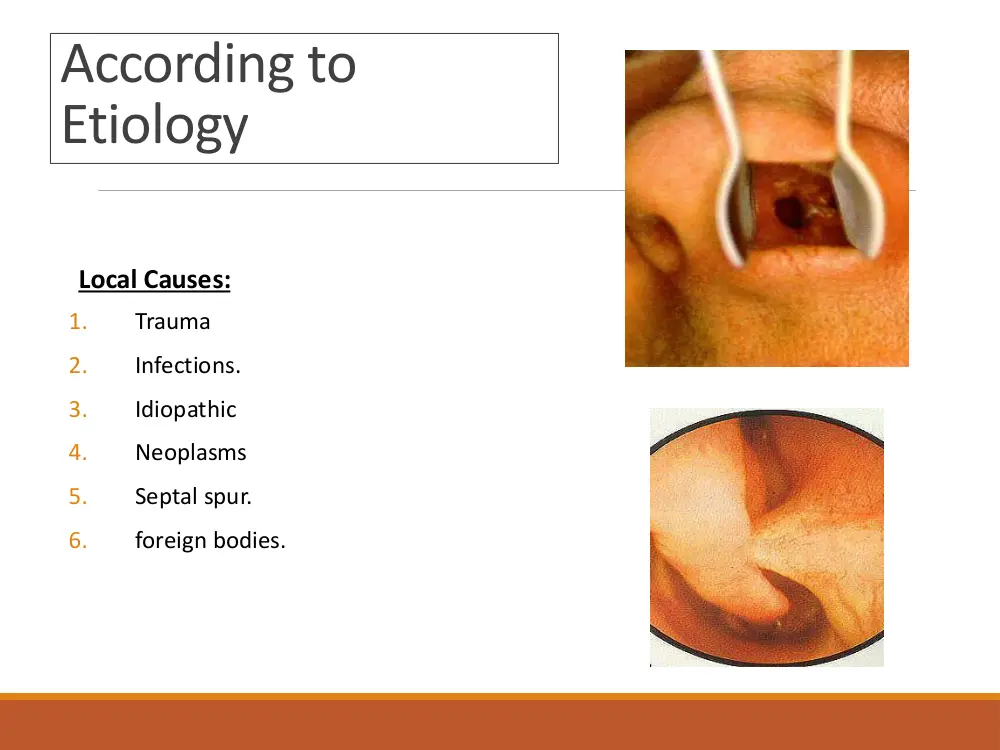 According to
Etiology
Local Causes:
1. Trauma
2. Infections.
3. Idiopathic
4. Neoplasms
5. Septal spur.
6. foreign bodies.